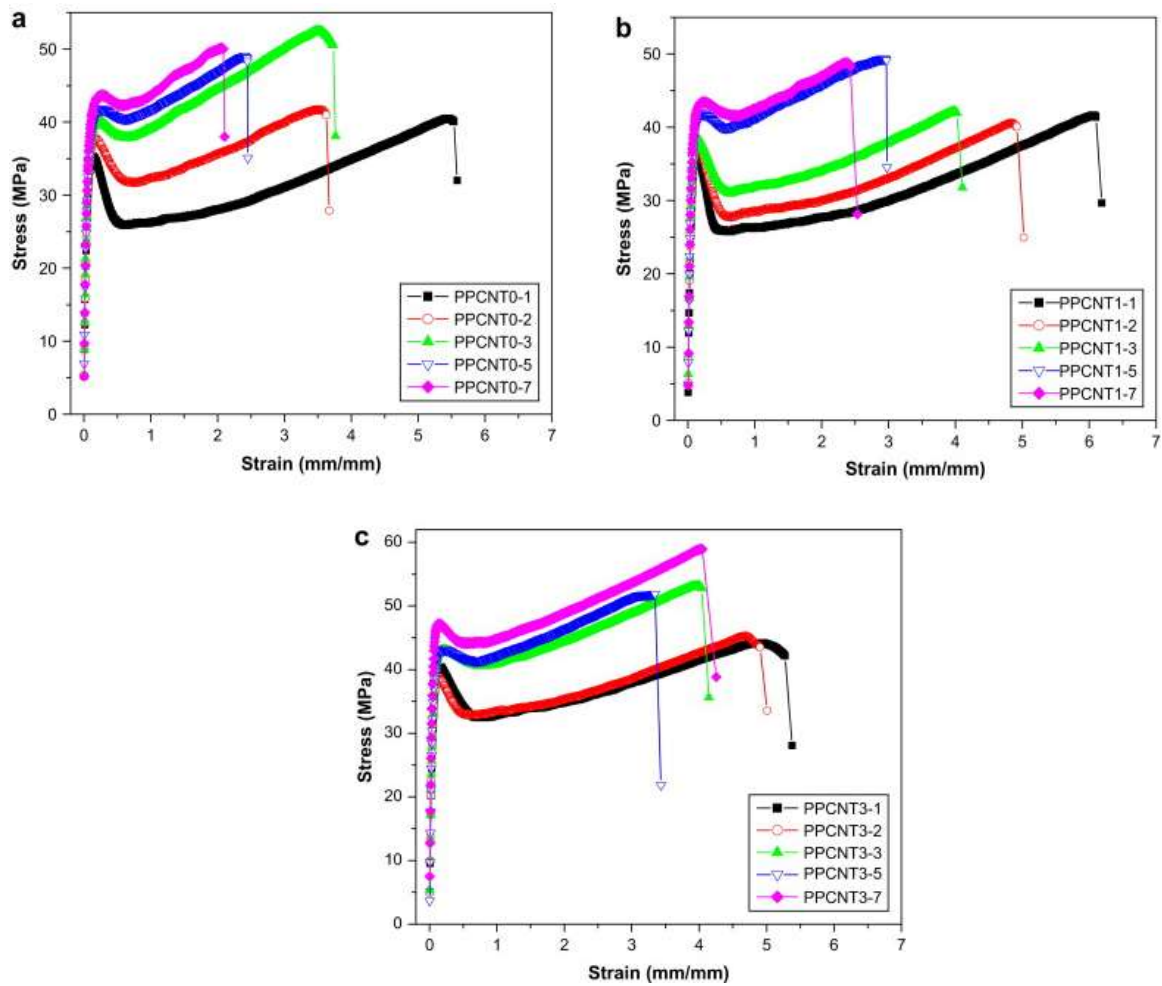 a
Stress (MPa)
50
40
30
20
10
0
PPCNT0-1
PPCNT0-2
PPCNT0-3
PPCNT0-5
PPCNT0-7
0 1 2 3 4 5 6 7
Strain (mm/mm)
b
Stress (MPa)
50
40
30
20
10
0
PPCNT1-1
PPCNT1-2
PPCNT1-3
PPCNT1-5
PPCNT1-7
0 1 2 3 4 5 6 7
Strain (mm/mm)
c
Stress (MPa)
60
50
40
30
20
10
0
PPCNT3-1
PPCNT3-2
PPCNT3-3
PPCNT3-5
PPCNT3-7
0 1 2 3 4 5 6 7
Strain (mm/mm)